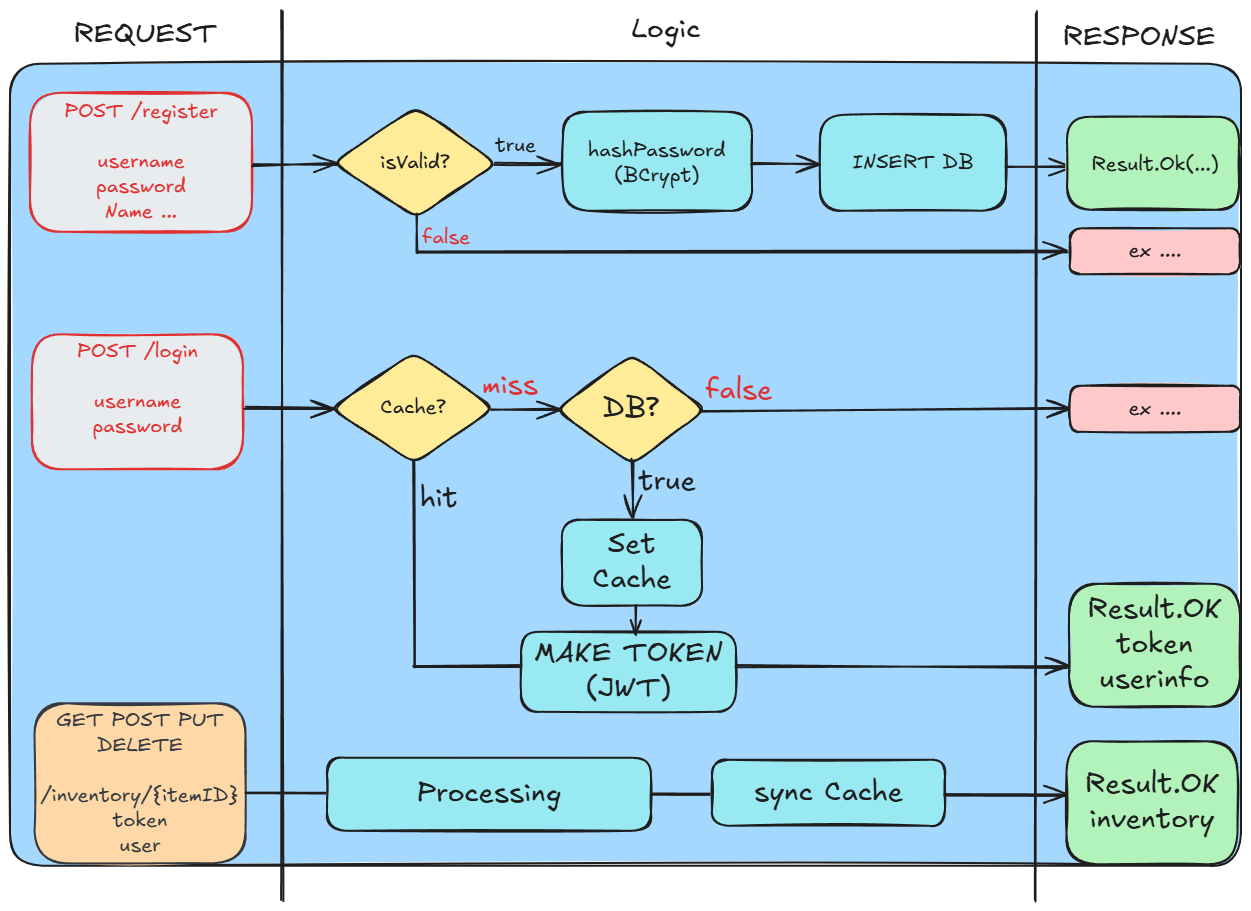 REQUEST
Logic
RESPONSE
POST /register
username
password
Name ...
isValid?
true
hashPassword
(BCrypt)
INSERT DB
Result.Ok(...)
false
ex ....
POST /login
username
password
Cache?
miss
DB?
false
ex ....
hit
true
Set
Cache
MAKE TOKEN
(JWT)
Result.OK
token
userinfo
GET POST PUT
DELETE
/inventory/{itemID}
token
user
Processing
sync Cache
Result.OK
inventory